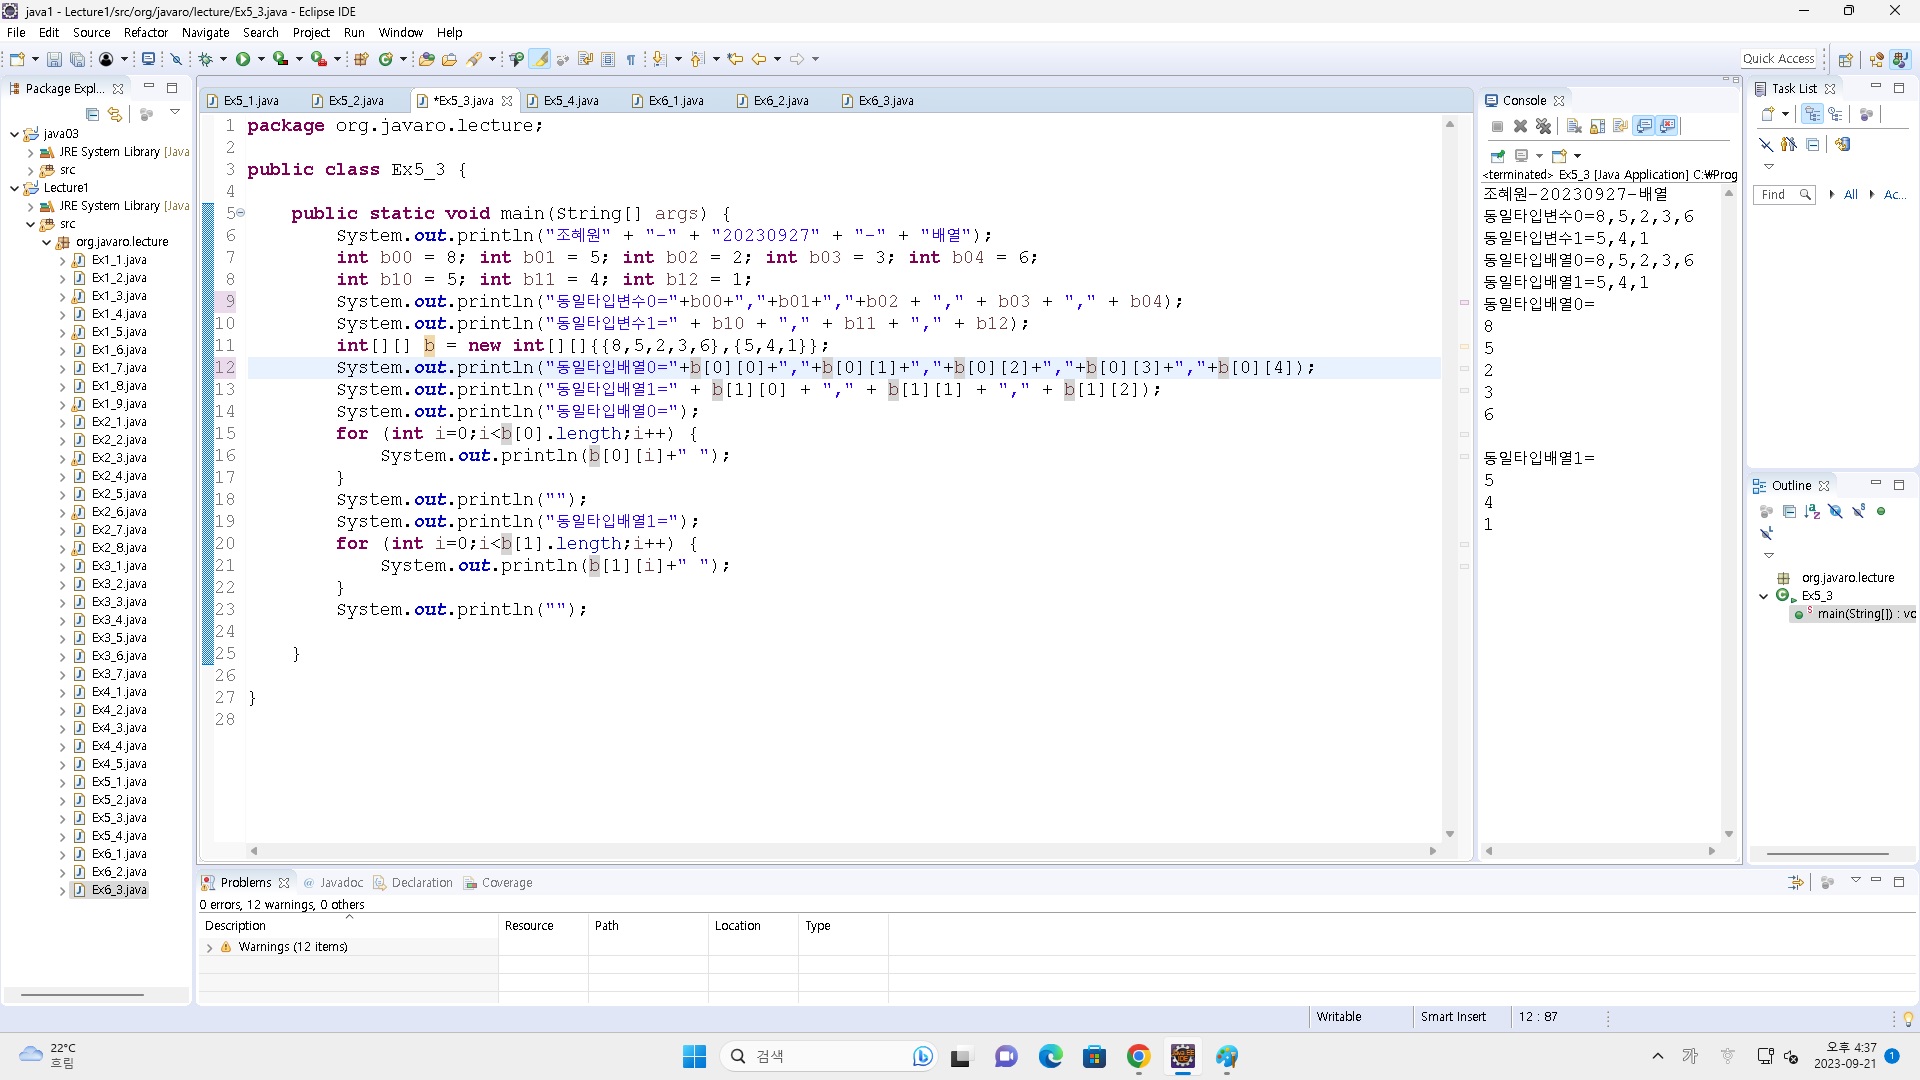 java1 - Lecture1/src/org/javaro/lecture/Ex5_3.java - Eclipse IDE
File Edit Source Refactor Navigate Search Project Run Window Help
Quick Access
Package Expl...
java03
JRE System Library [Java
src
Lecture1
JRE System Library [Java
src
org.javaro.lecture
Ex1_1.java
Ex1_2.java
Ex1_3.java
Ex1_4.java
Ex1_5.java
Ex1_6.java
Ex1_7.java
Ex1_8.java
Ex1_9.java
Ex2_1.java
Ex2_2.java
Ex2_3.java
Ex2_4.java
Ex2_5.java
Ex2_6.java
Ex2_7.java
Ex2_8.java
Ex3_1.java
Ex3_2.java
Ex3_3.java
Ex3_4.java
Ex3_5.java
Ex3_6.java
Ex3_7.java
Ex4_1.java
Ex4_2.java
Ex4_3.java
Ex4_4.java
Ex4_5.java
Ex5_1.java
Ex5_2.java
Ex5_3.java
Ex5_4.java
Ex6_1.java
Ex6_2.java
Ex6_3.java
Ex5_1.java Ex5_2.java *Ex5_3.java Ex5_4.java Ex6_1.java Ex6_2.java Ex6_3.java
1 package org.javaro.lecture;
2
3 public class Ex5_3 {
4
5 public static void main(String[] args) {
6 System.out.println("조혜원" + "-" + "20230927" + "-" + "배열");
7 int b00 = 8; int b01 = 5; int b02 = 2; int b03 = 3; int b04 = 6;
8 int b10 = 5; int b11 = 4; int b12 = 1;
9 System.out.println("동일타입변수0="+b00+","+b01+","+b02 + "," + b03 + "," + b04);
10 System.out.println("동일타입변수1=" + b10 + "," + b11 + "," + b12);
11 int[][] b = new int[][]{{8,5,2,3,6},{5,4,1}};
12 System.out.println("동일타입배열0="+b[0][0]+","+b[0][1]+","+b[0][2]+","+b[0][3]+","+b[0][4]);
13 System.out.println("동일타입배열1=" + b[1][0] + "," + b[1][1] + "," + b[1][2]);
14 System.out.println("동일타입배열0=");
15 for (int i=0;i<b[0].length;i++) {
16 System.out.println(b[0][i]+" ");
17 }
18 System.out.println("");
19 System.out.println("동일타입배열1=");
20 for (int i=0;i<b[1].length;i++) {
21 System.out.println(b[1][i]+" ");
22 }
23 System.out.println("");
24
25 }
26
27 }
28
Console
<terminated> Ex5_3 [Java Application] C:₩Prog
조혜원-20230927-배열
동일타입변수0=8,5,2,3,6
동일타입변수1=5,4,1
동일타입배열0=8,5,2,3,6
동일타입배열1=5,4,1
동일타입배열0=
8
5
2
3
6
동일타입배열1=
5
4
1
Task List
Find All Ac...
Outline
org.javaro.lecture
Ex5_3
main(String[]) : vo
Problems @ Javadoc Declaration Coverage
0 errors, 12 warnings, 0 others
Description Resource Path Location Type
Warnings (12 items)
Writable Smart Insert 12 : 87
22°C
흐림
검색
가
오후 4:37
2023-09-21
1